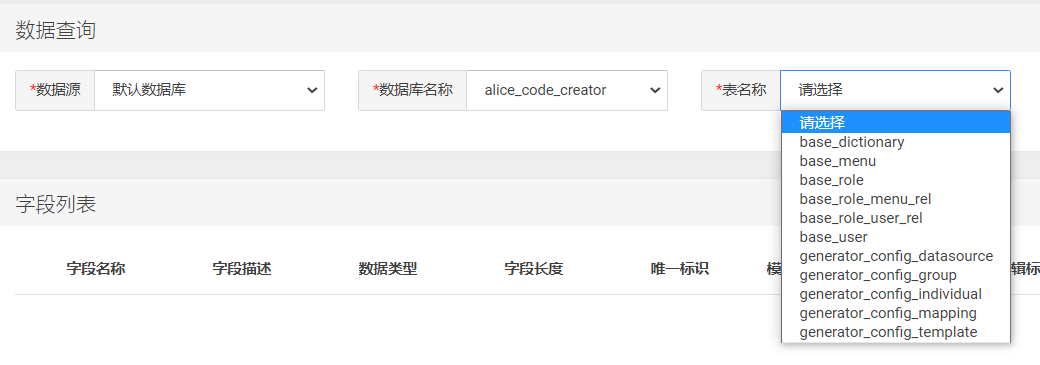 数据查询
*数据源 默认数据库 *数据库名称 alice_code_creator *表名称 请选择
请选择
base_dictionary
base_menu
base_role
base_role_menu_rel
base_role_user_rel
base_user
generator_config_datasource
generator_config_group
generator_config_individual
generator_config_mapping
generator_config_template
字段列表
字段名称 字段描述 数据类型 字段长度 唯一标识 模 辑标